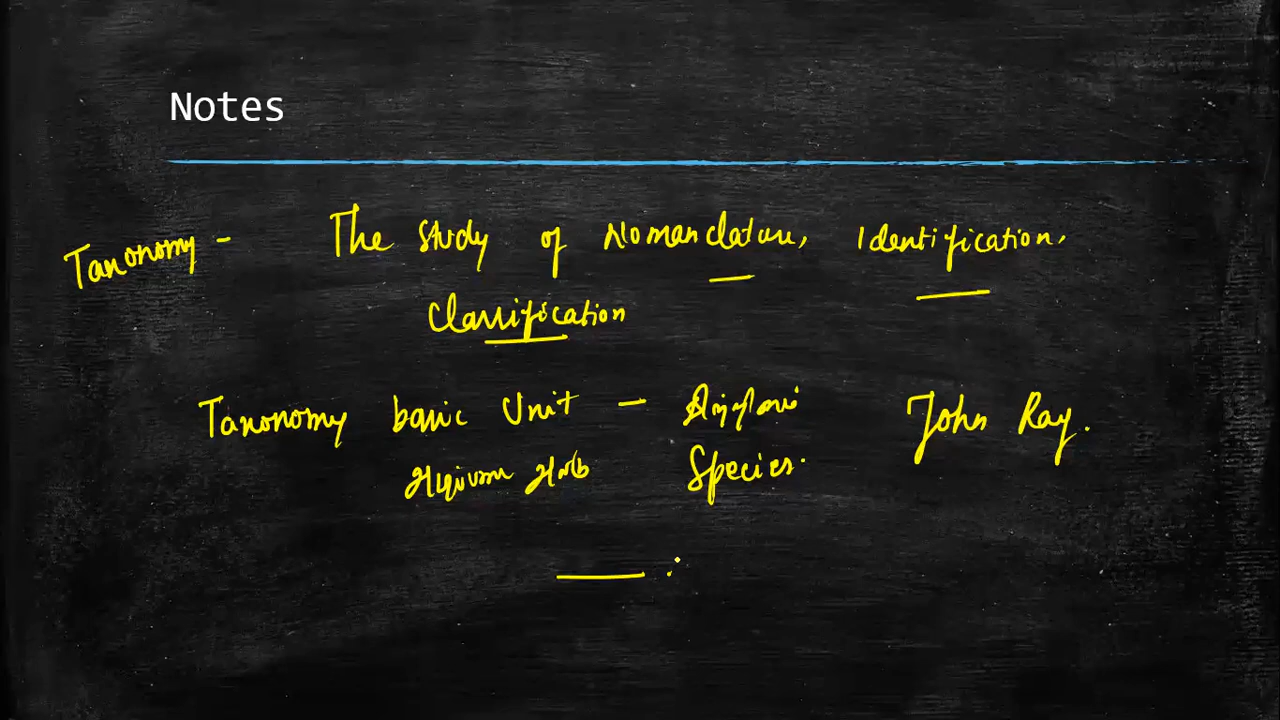 Notes
Taxonomy - The Study of Nomenclature, Identification,
Classification
Taxonomy basic Unit - John Ray.
Species.